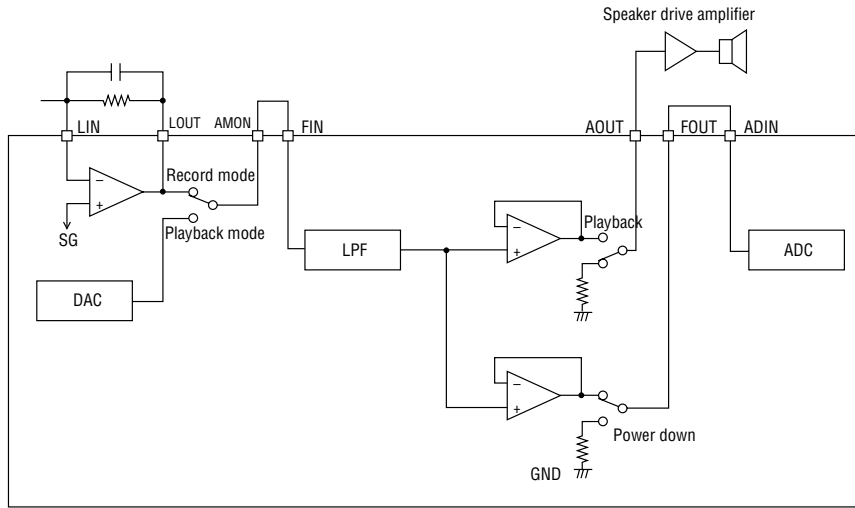 Speaker drive amplifier
LIN
LOUT
AMON
FIN
AOUT
FOUT
ADIN
Record mode
Playback mode
SG
DAC
LPF
Playback
ADC
Power down
GND